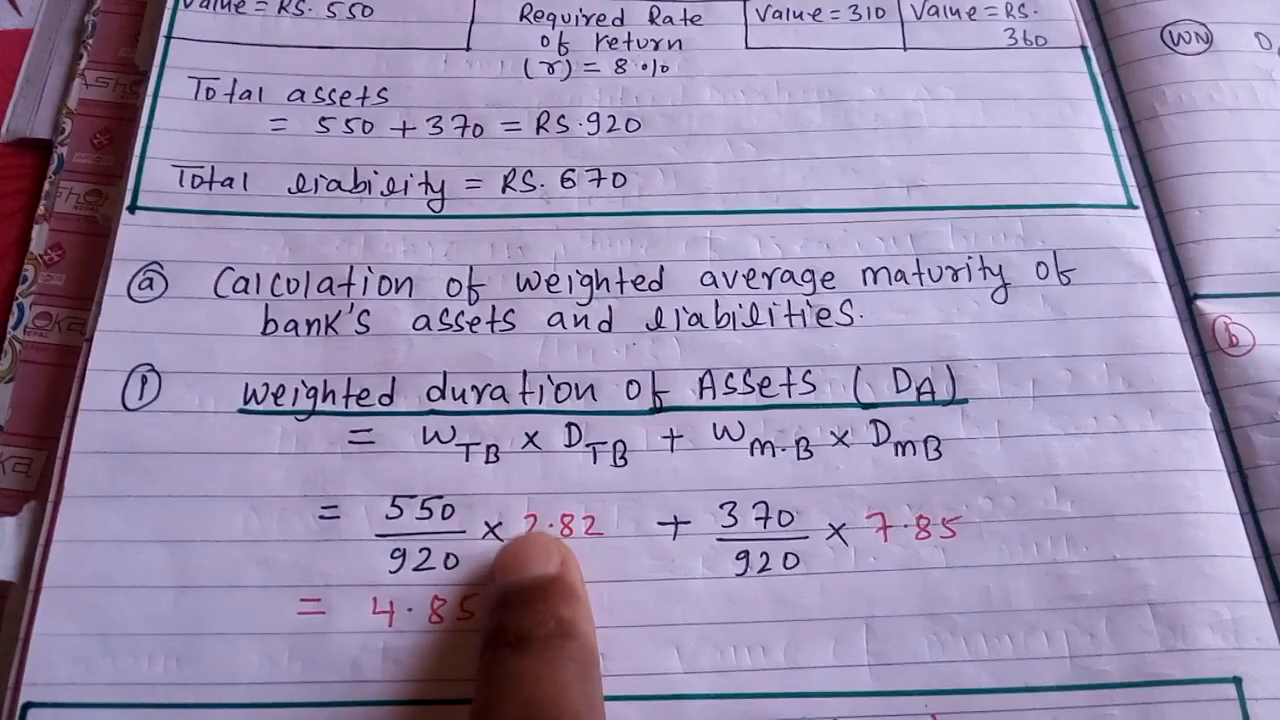 Value = RS. 550
Required Rate of return (r) = 8%
Value = 310
Value = RS. 360
Total assets
= 550 + 370 = RS. 920
Total liability = RS. 670
WN
(a) Calcolation of weighted average maturity of
bank's assets and liabilities.
(1) weighted duration of Assets (DA)
= WTB × DTB + WM.B × DMB
= 550/920 × 2.82 + 370/920 × 7.85
= 4.85
(b)